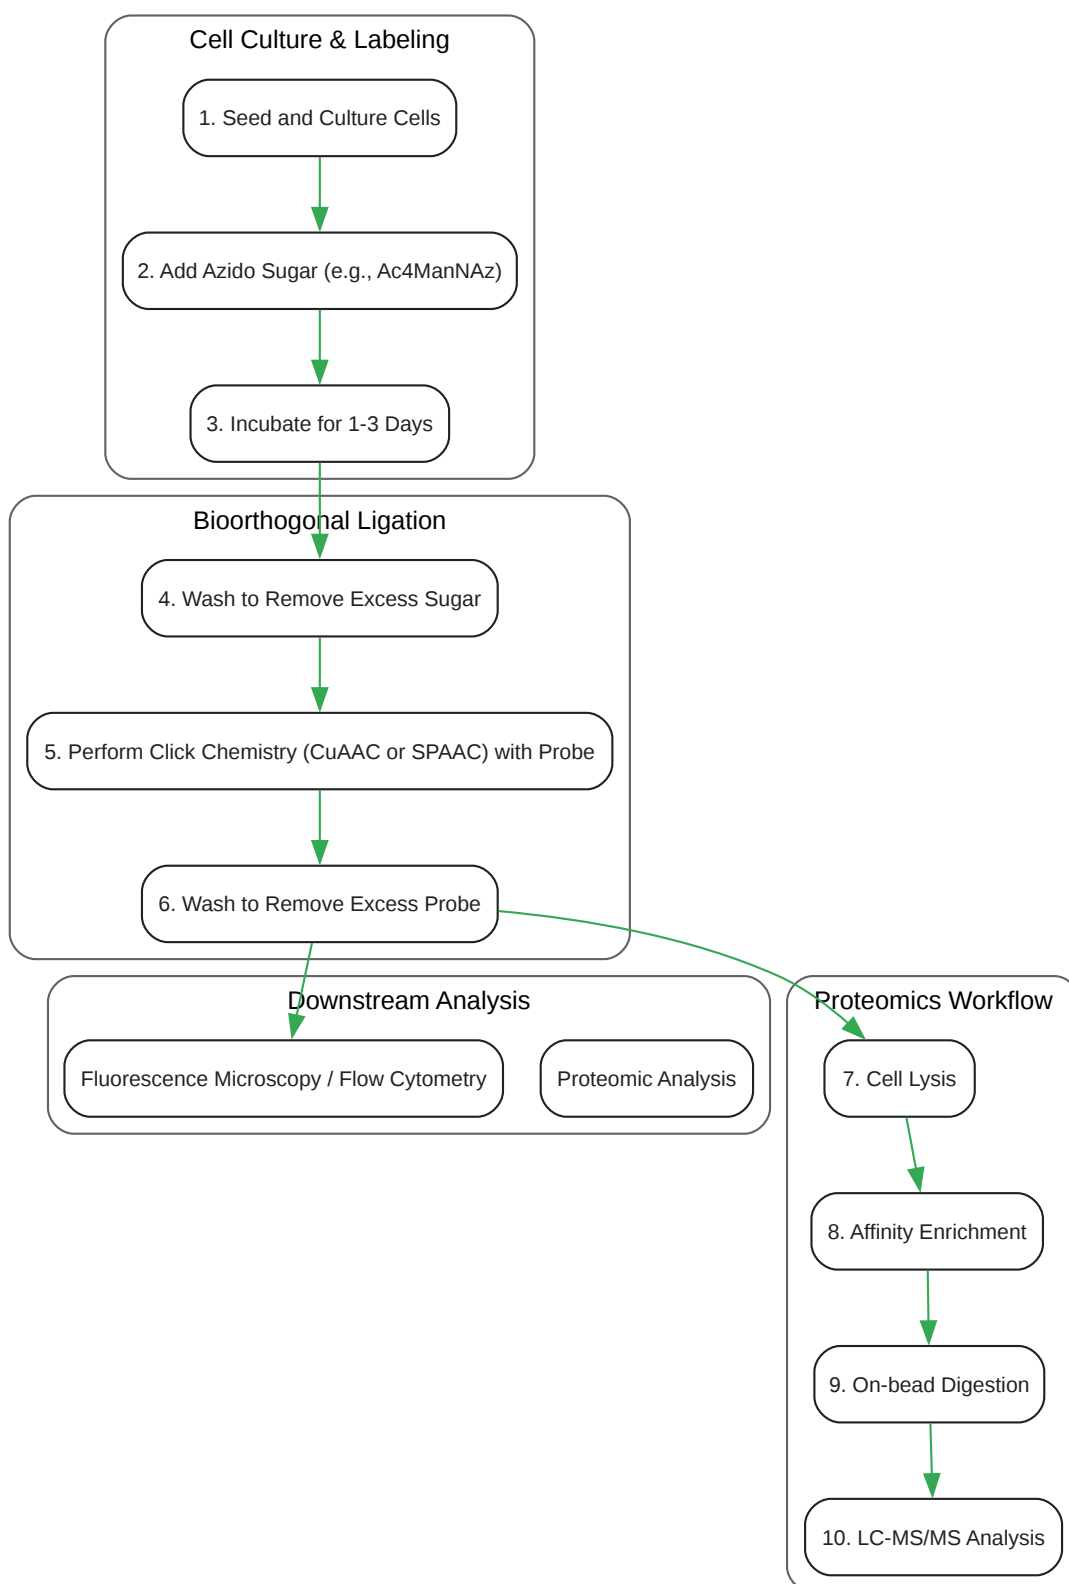 Cell Culture & Labeling
1. Seed and Culture Cells
2. Add Azido Sugar (e.g., Ac4ManNAz)
3. Incubate for 1-3 Days
Bioorthogonal Ligation
4. Wash to Remove Excess Sugar
5. Perform Click Chemistry (CuAAC or SPAAC) with Probe
6. Wash to Remove Excess Probe
Downstream Analysis
Fluorescence Microscopy / Flow Cytometry
Proteomic Analysis
Proteomics Workflow
7. Cell Lysis
8. Affinity Enrichment
9. On-bead Digestion
10. LC-MS/MS Analysis